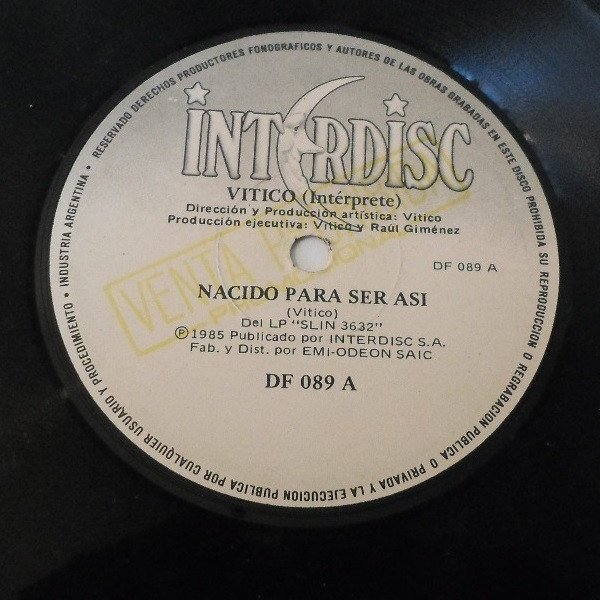 RESERVADO DERECHOS PRODUCTORES FONOGRAFICOS Y AUTORES DE LAS OBRAS GRABADAS EN ESTE DISCO PROHIBIDA SU REPRODUCCION O REGRABACION PUBLICA O PRIVADA Y LA EJECUCION PUBLICA POR CUALQUIER USUARIO Y PROCEDIMIENTO • INDUSTRIA ARGENTINA •
INTERDISC
VITICO (Intérprete)
Dirección y Producción artística: Vitico
Producción ejecutiva: Vitico y Raúl Giménez
DF 089 A
VENTA
NACIDO PARA SER ASI
(Vitico)
Del LP "SLIN 3632"
Ⓟ1985 Publicado por INTERDISC S.A.
Fab. y Dist. por EMI-ODEON SAIC
DF 089 A